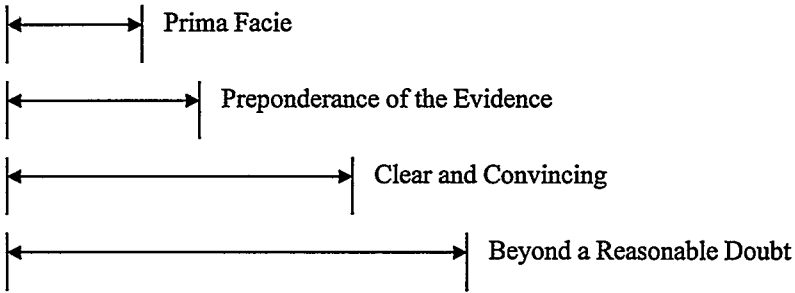 Prima Facie
Preponderance of the Evidence
Clear and Convincing
Beyond a Reasonable Doubt